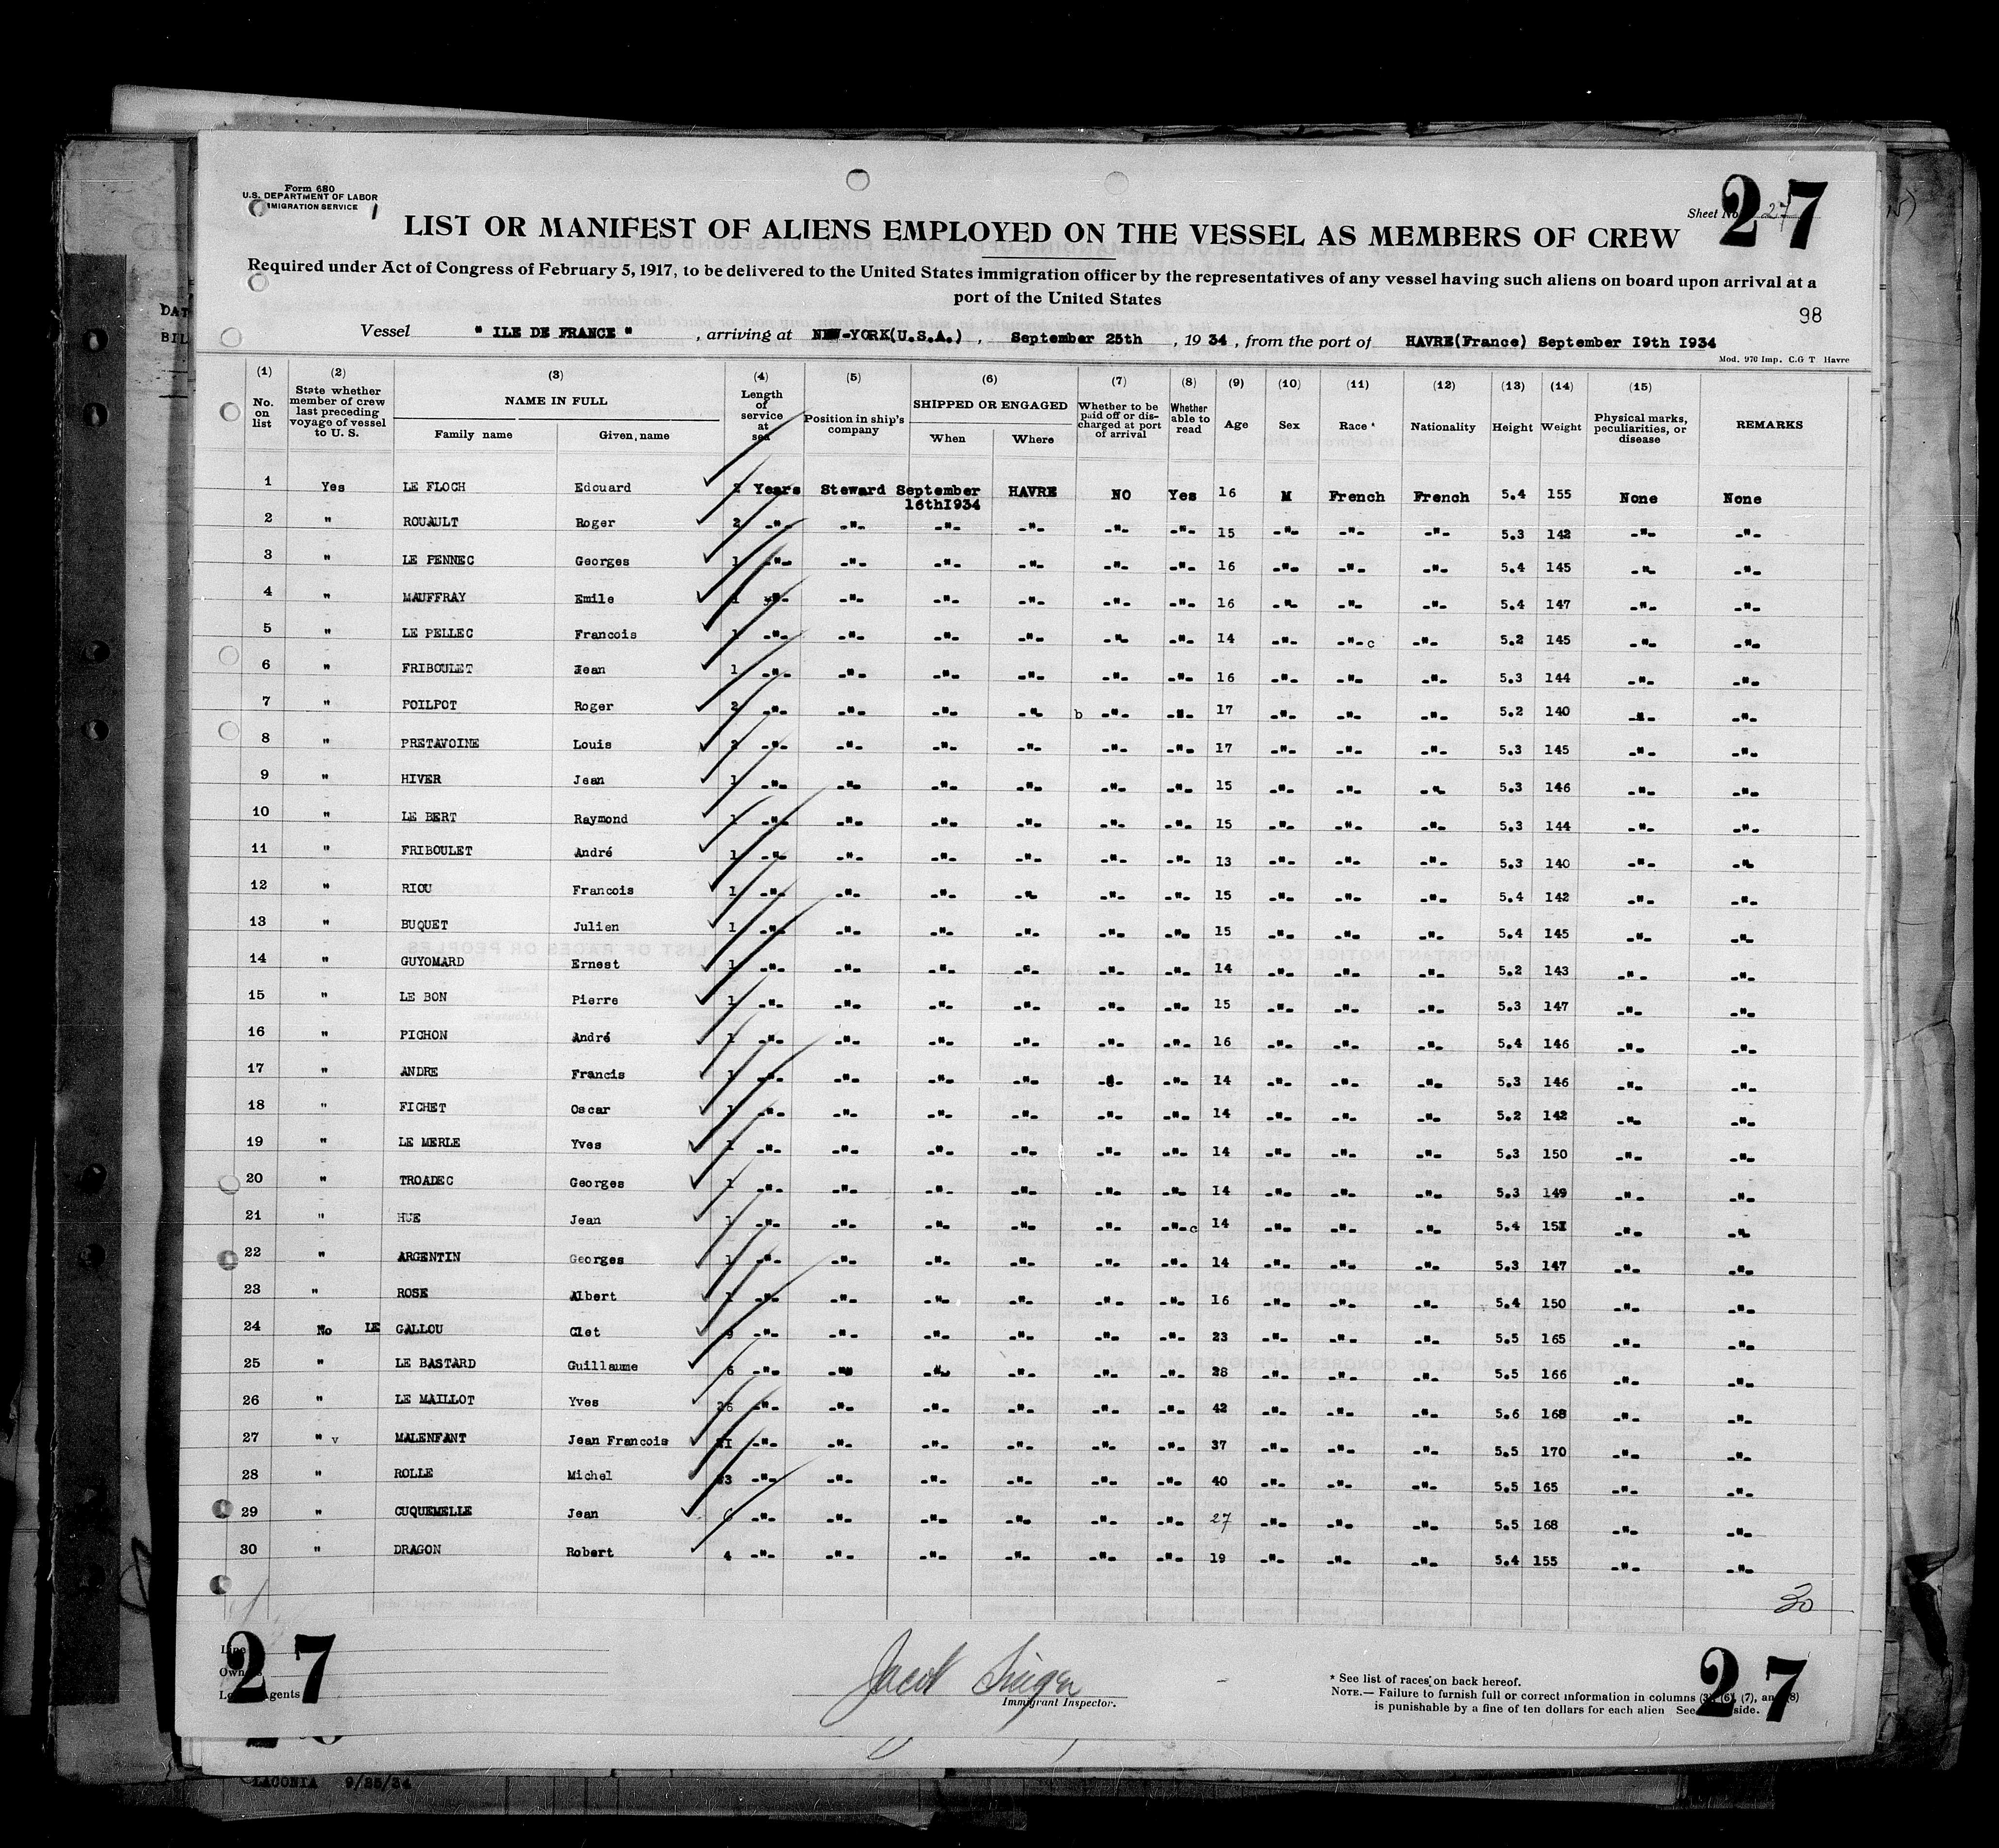 Form 680
U.S. DEPARTMENT OF LABOR
IMMIGRATION SERVICE
27
Sheet No. 27
LIST OR MANIFEST OF ALIENS EMPLOYED ON THE VESSEL AS MEMBERS OF CREW
Required under Act of Congress of February 5, 1917, to be delivered to the United States immigration officer by the representatives of any vessel having such aliens on board upon arrival at a
port of the United States
98
Vessel " ILE DE FRANCE " , arriving at NEW-YORK(U.S.A.) , September 25th , 19 34 , from the port of HAVRE(France) September I9th I934
Mod. 970 Imp. C.G T Havre
(1) (2) (3) (4) (5) (6) (7) (8) (9) (10) (11) (12) (13) (14) (15)
No. on list | State whether member of crew last preceding voyage of vessel to U. S. | NAME IN FULL | Family name | Given name | Length of service at sea | Position in ship's company | SHIPPED OR ENGAGED | When | Where | Whether to be paid off or discharged at port of arrival | Whether able to read | Age | Sex | Race * | Nationality | Height | Weight | Physical marks, peculiarities, or disease | REMARKS
1 Yes LE FLOCH Edouard Years Steward September 16thI934 HAVRE NO Yes 16 M French French 5.4 155 None None
2 " ROUAULT Roger 2 -"- -"- -"- -"- -"- -"- 15 -"- -"- -"- 5.3 142 -"- -"-
3 " LE PENNEC Georges 1 -"- -"- -"- -"- -"- -"- 16 -"- -"- -"- 5.4 145 -"- -"-
4 " MAUFFRAY Emile 1 -"- -"- -"- -"- -"- -"- 16 -"- -"- -"- 5.4 147 -"- -"-
5 " LE PELLEC Francois 1 -"- -"- -"- -"- -"- -"- 14 -"- -"-c -"- 5.2 145 -"- -"-
6 " FRIBOULET Jean 1 -"- -"- -"- -"- -"- -"- 16 -"- -"- -"- 5.3 144 -"- -"-
7 " POILPOT Roger 2 -"- -"- -"- -"- b -"- -"- 17 -"- -"- -"- 5.2 140 -"- -"-
8 " PRETAVOINE Louis 2 -"- -"- -"- -"- -"- -"- 17 -"- -"- -"- 5.3 145 -"- -"-
9 " HIVER Jean 1 -"- -"- -"- -"- -"- -"- 15 -"- -"- -"- 5.3 146 -"- -"-
10 " LE BERT Raymond 1 -"- -"- -"- -"- -"- -"- 15 -"- -"- -"- 5.3 144 -"- -"-
11 " FRIBOULET André 1 -"- -"- -"- -"- -"- -"- 13 -"- -"- -"- 5.3 140 -"- -"-
12 " RIOU Francois 1 -"- -"- -"- -"- -"- -"- 15 -"- -"- -"- 5.4 142 -"- -"-
13 " BUQUET Julien 1 -"- -"- -"- -"- -"- -"- 15 -"- -"- -"- 5.4 145 -"- -"-
14 " GUYOMARD Ernest 1 -"- -"- -"- -"- -"- -"- 14 -"- -"- -"- 5.2 143 -"- -"-
15 " LE BON Pierre 1 -"- -"- -"- -"- -"- -"- 15 -"- -"- -"- 5.3 147 -"- -"-
16 " PICHON André 1 -"- -"- -"- -"- -"- -"- 16 -"- -"- -"- 5.4 146 -"- -"-
17 " ANDRE Francis 1 -"- -"- -"- -"- -"- -"- 14 -"- -"- -"- 5.3 146 -"- -"-
18 " FICHET Oscar 1 -"- -"- -"- -"- -"- -"- 14 -"- -"- -"- 5.2 142 -"- -"-
19 " LE MERLE Yves 1 -"- -"- -"- -"- -"- -"- 14 -"- -"- -"- 5.3 150 -"- -"-
20 " TROADEC Georges 1 -"- -"- -"- -"- -"- -"- 14 -"- -"- -"- 5.3 149 -"- -"-
21 " HUE Jean 1 -"- -"- -"- -"- -"- -"-c 14 -"- -"- -"- 5.4 151 -"- -"-
22 " ARGENTIN Georges 1 -"- -"- -"- -"- -"- -"- 14 -"- -"- -"- 5.3 147 -"- -"-
23 " ROSE Albert 1 -"- -"- -"- -"- -"- -"- 16 -"- -"- -"- 5.4 150 -"- -"-
24 No LE GALLOU Clet 9 -"- -"- -"- -"- -"- -"- 23 -"- -"- -"- 5.5 165 -"- -"-
25 " LE BASTARD Guillaume 6 -"- -"- -"- -"- -"- -"- 28 -"- -"- -"- 5.5 166 -"- -"-
26 " LE MAILLOT Yves 26 -"- -"- -"- -"- -"- -"- 42 -"- -"- -"- 5.6 168 -"- -"-
27 " v MALENFANT Jean Francois -"- -"- -"- -"- -"- -"- 37 -"- -"- -"- 5.5 170 -"- -"-
28 " ROLLE Michel -"- -"- -"- -"- -"- -"- 40 -"- -"- -"- 5.5 165 -"- -"-
29 " CUQUEMELLE Jean 6 -"- -"- -"- -"- -"- -"- 27 -"- -"- -"- 5.5 168 -"- -"-
30 " DRAGON Robert 4 -"- -"- -"- -"- -"- -"- 19 -"- -"- -"- 5.4 155 -"- -"-
30
Line
Owners
Local Agents
27
Jacob
Immigrant Inspector.
* See list of races on back hereof.
NOTE.— Failure to furnish full or correct information in columns (3), (6), (7), and (8)
is punishable by a fine of ten dollars for each alien See side.
27
LACONIA 9/25/34